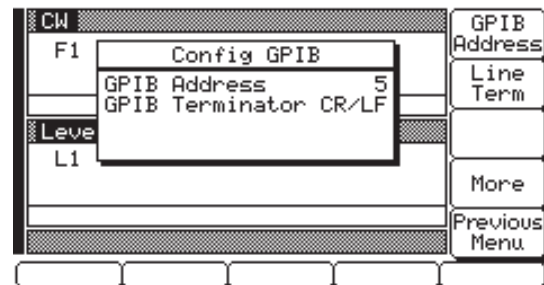 CW
F1
Config GPIB
GPIB Address 5
GPIB Terminator CR/LF
Leve
L1
GPIB
Address
Line
Term
More
Previous
Menu